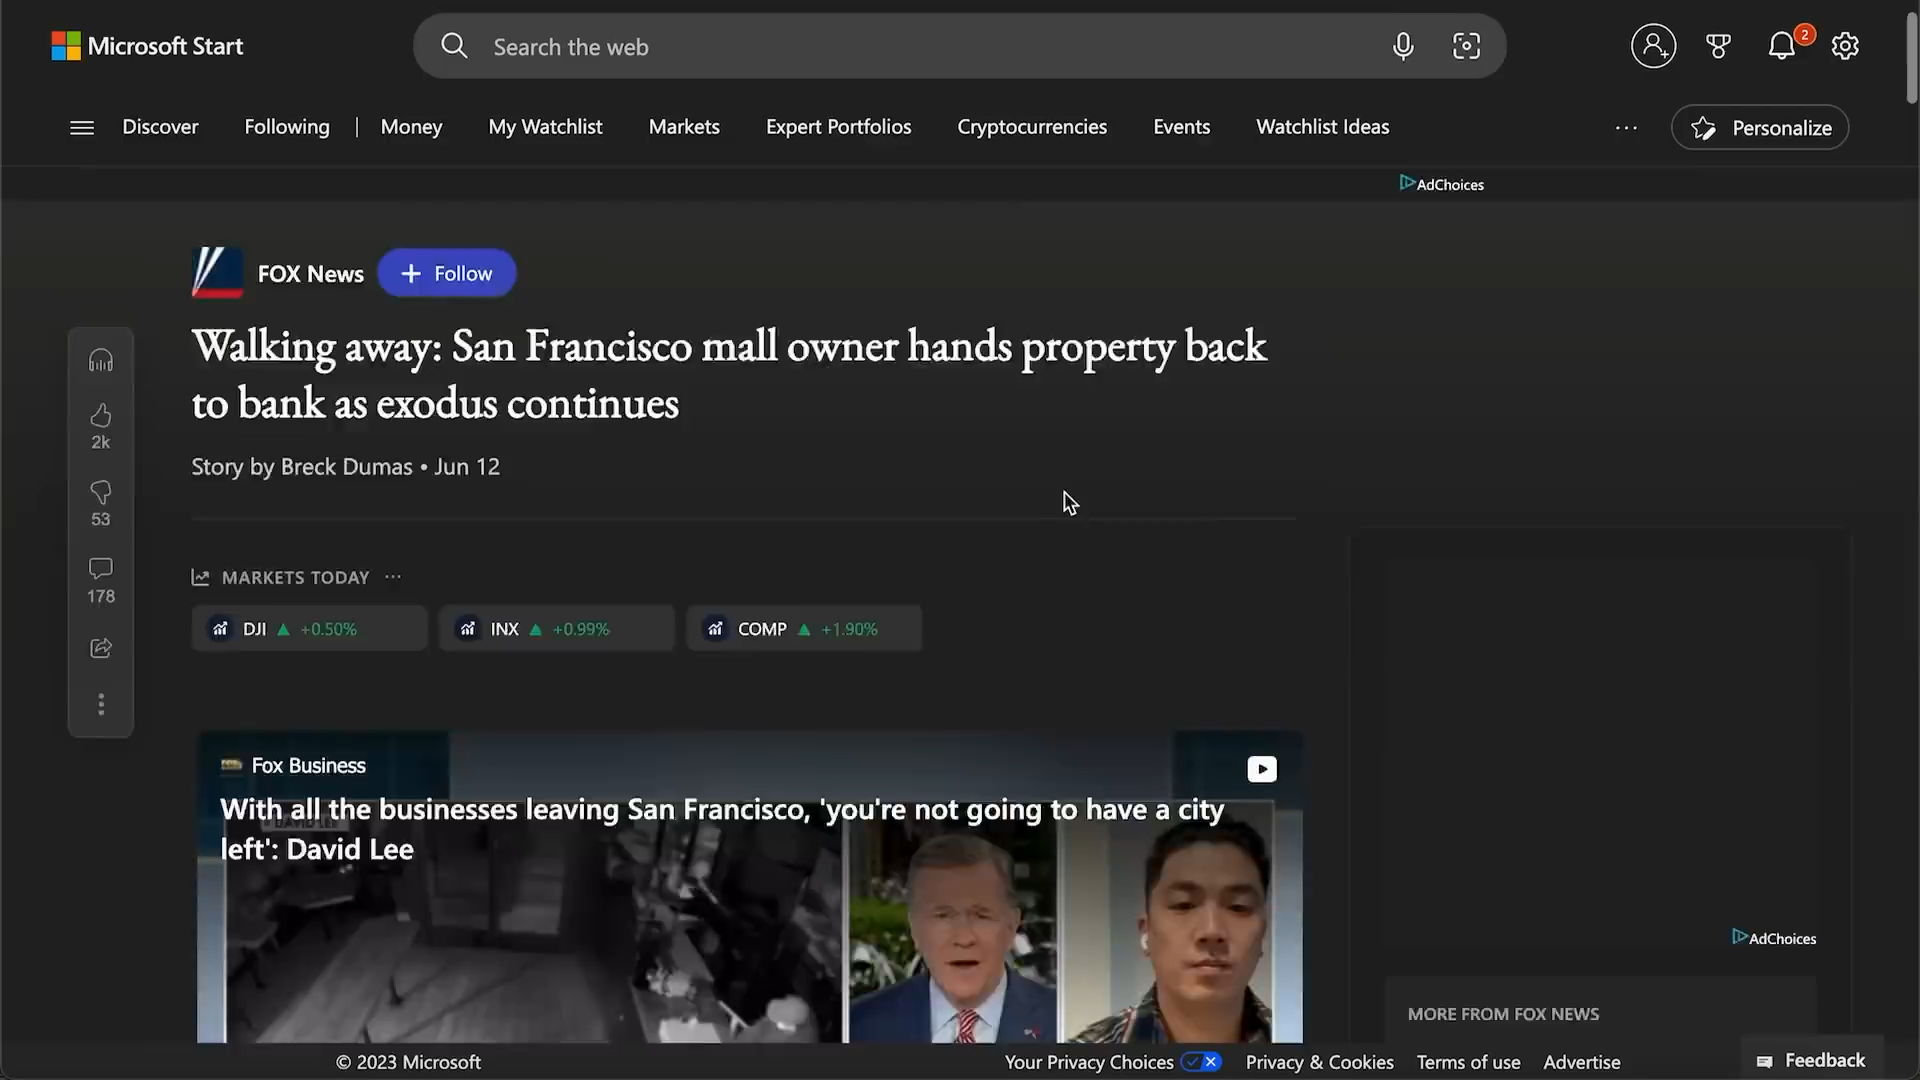 Microsoft Start
Search the web
2
Discover
Following
Money
My Watchlist
Markets
Expert Portfolios
Cryptocurrencies
Events
Watchlist Ideas
Personalize
AdChoices
FOX News
Follow
Walking away: San Francisco mall owner hands property back
to bank as exodus continues
Story by Breck Dumas • Jun 12
2k
53
178
MARKETS TODAY
DJI +0.50%
INX +0.99%
COMP +1.90%
Fox Business
With all the businesses leaving San Francisco, 'you're not going to have a city
left': David Lee
DAVID LEE
AdChoices
MORE FROM FOX NEWS
© 2023 Microsoft
Your Privacy Choices
Privacy & Cookies
Terms of use
Advertise
Feedback